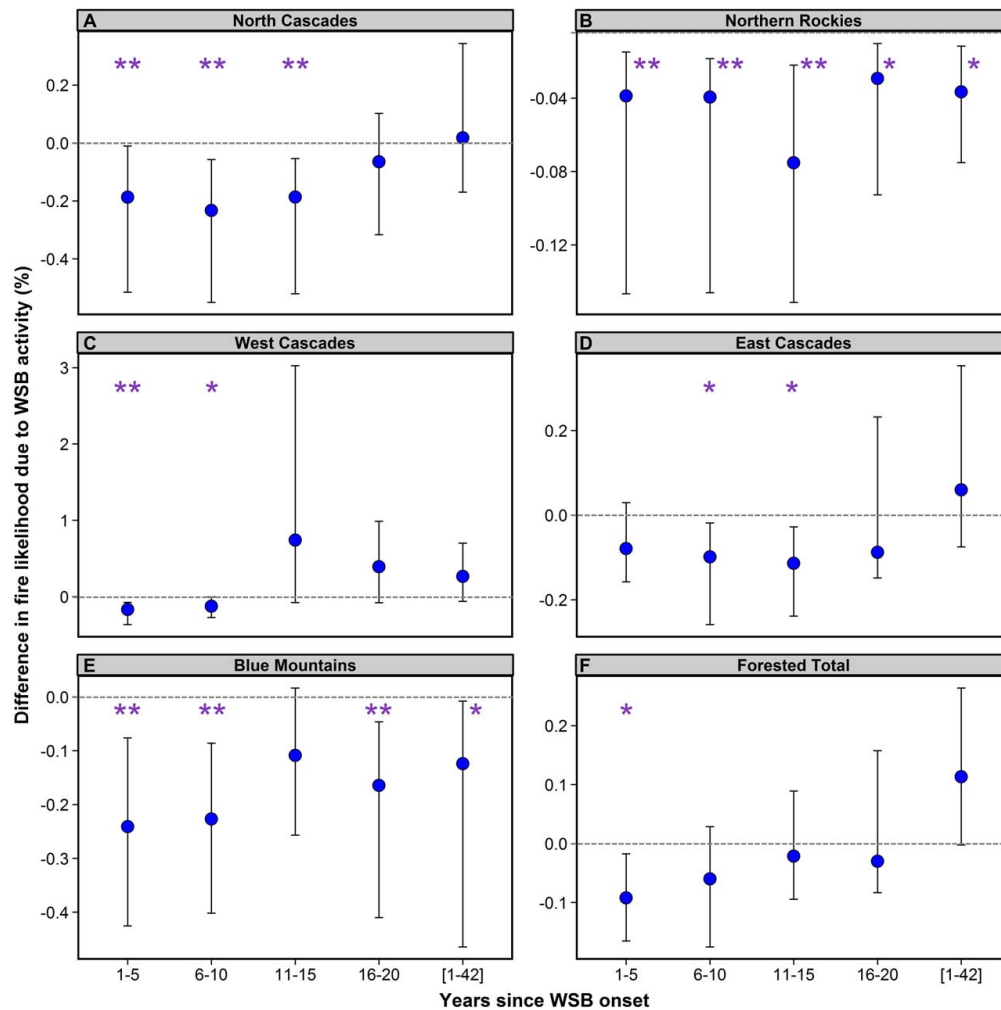 A North Cascades
B Northern Rockies
** ** **
** ** ** * *
0.2
0.0
-0.2
-0.4
-0.04
-0.08
-0.12
C West Cascades
D East Cascades
** *
* *
3
2
1
0
0.2
0.0
-0.2
E Blue Mountains
F Forested Total
** ** ** *
*
0.0
-0.1
-0.2
-0.3
-0.4
0.2
0.1
0.0
-0.1
1-5 6-10 11-15 16-20 [1-42]
1-5 6-10 11-15 16-20 [1-42]
Difference in fire likelihood due to WSB activity (%)
Years since WSB onset